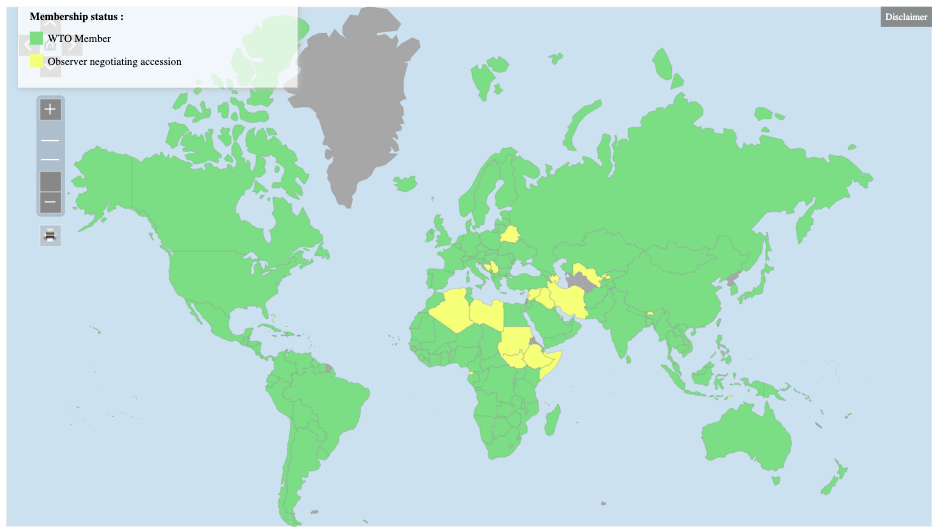 Membership status :
Disclaimer
WTO Member
Observer negotiating accession